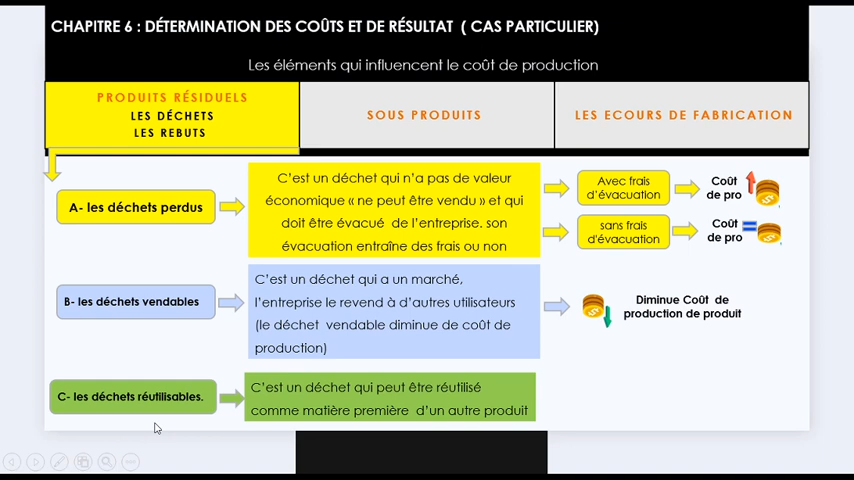 CHAPITRE 6 : DÉTERMINATION DES COÛTS ET DE RÉSULTAT ( CAS PARTICULIER)
Les éléments qui influencent le coût de production
PRODUITS RÉSIDUELS
LES DÉCHETS
LES REBUTS
SOUS PRODUITS
LES ECOURS DE FABRICATION
A- les déchets perdus
C'est un déchet qui n'a pas de valeur
économique « ne peut être vendu » et qui
doit être évacué de l'entreprise. son
évacuation entraîne des frais ou non
Avec frais
d'évacuation
Coût
de pro
sans frais
d'évacuation
Coût
de pro
B- les déchets vendables
C'est un déchet qui a un marché,
l'entreprise le revend à d'autres utilisateurs
(le déchet vendable diminue de coût de
production)
Diminue Coût de
production de produit
C- les déchets réutilisables.
C'est un déchet qui peut être réutilisé
comme matière première d'un autre produit